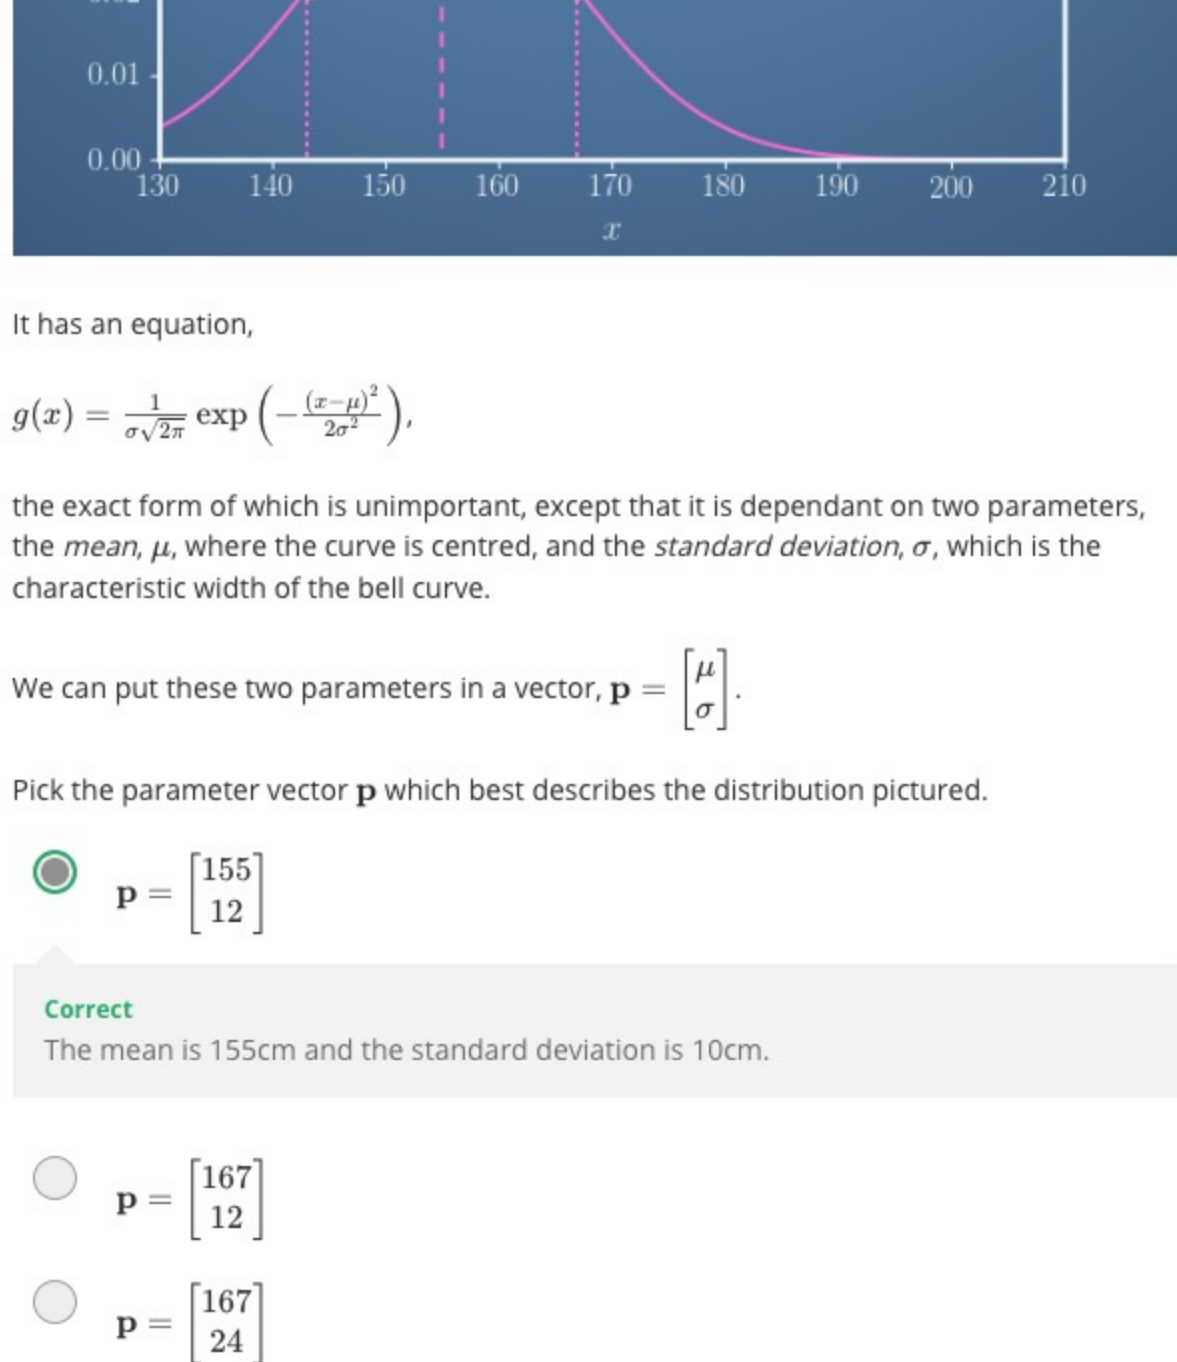 0.01
0.00
130 140 150 160 170 180 190 200 210
x
It has an equation,
g(x) = 1/(σ√2π) exp(−(x−μ)²/2σ²),
the exact form of which is unimportant, except that it is dependant on two parameters,
the mean, μ, where the curve is centred, and the standard deviation, σ, which is the
characteristic width of the bell curve.
We can put these two parameters in a vector, p = [μ σ].
Pick the parameter vector p which best describes the distribution pictured.
p = [155 12]
Correct
The mean is 155cm and the standard deviation is 10cm.
p = [167 12]
p = [167 24]